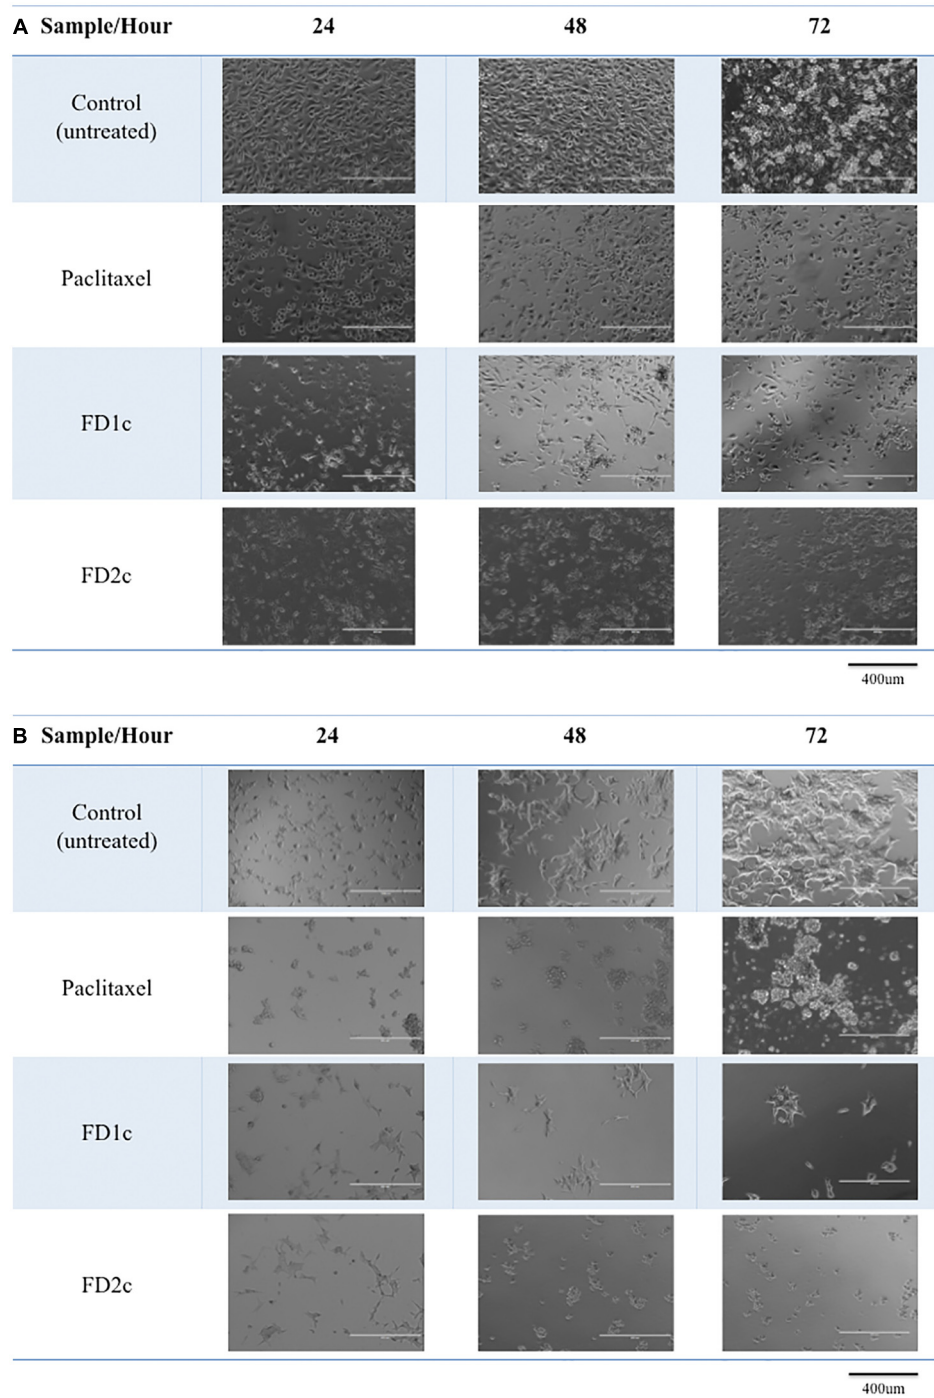 A Sample/Hour 24 48 72
Control
(untreated)
Paclitaxel
FD1c
FD2c
400um
B Sample/Hour 24 48 72
Control
(untreated)
Paclitaxel
FD1c
FD2c
400um